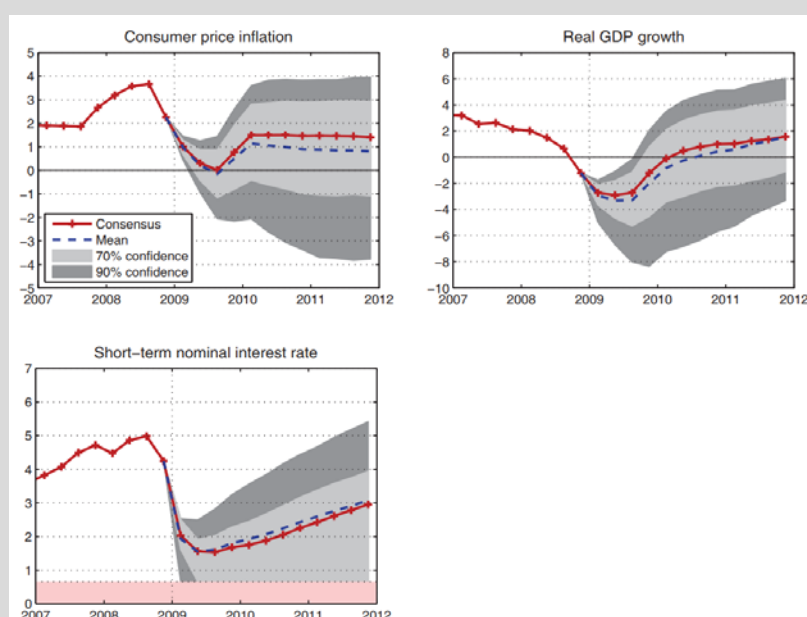 Consumer price inflation
5
4
3
2
1
0
−1
−2
−3
−4
−5
Consensus
Mean
70% confidence
90% confidence
2007 2008 2009 2010 2011 2012
Real GDP growth
8
6
4
2
0
−2
−4
−6
−8
−10
2007 2008 2009 2010 2011 2012
Short−term nominal interest rate
7
6
5
4
3
2
1
0
2007 2008 2009 2010 2011 2012